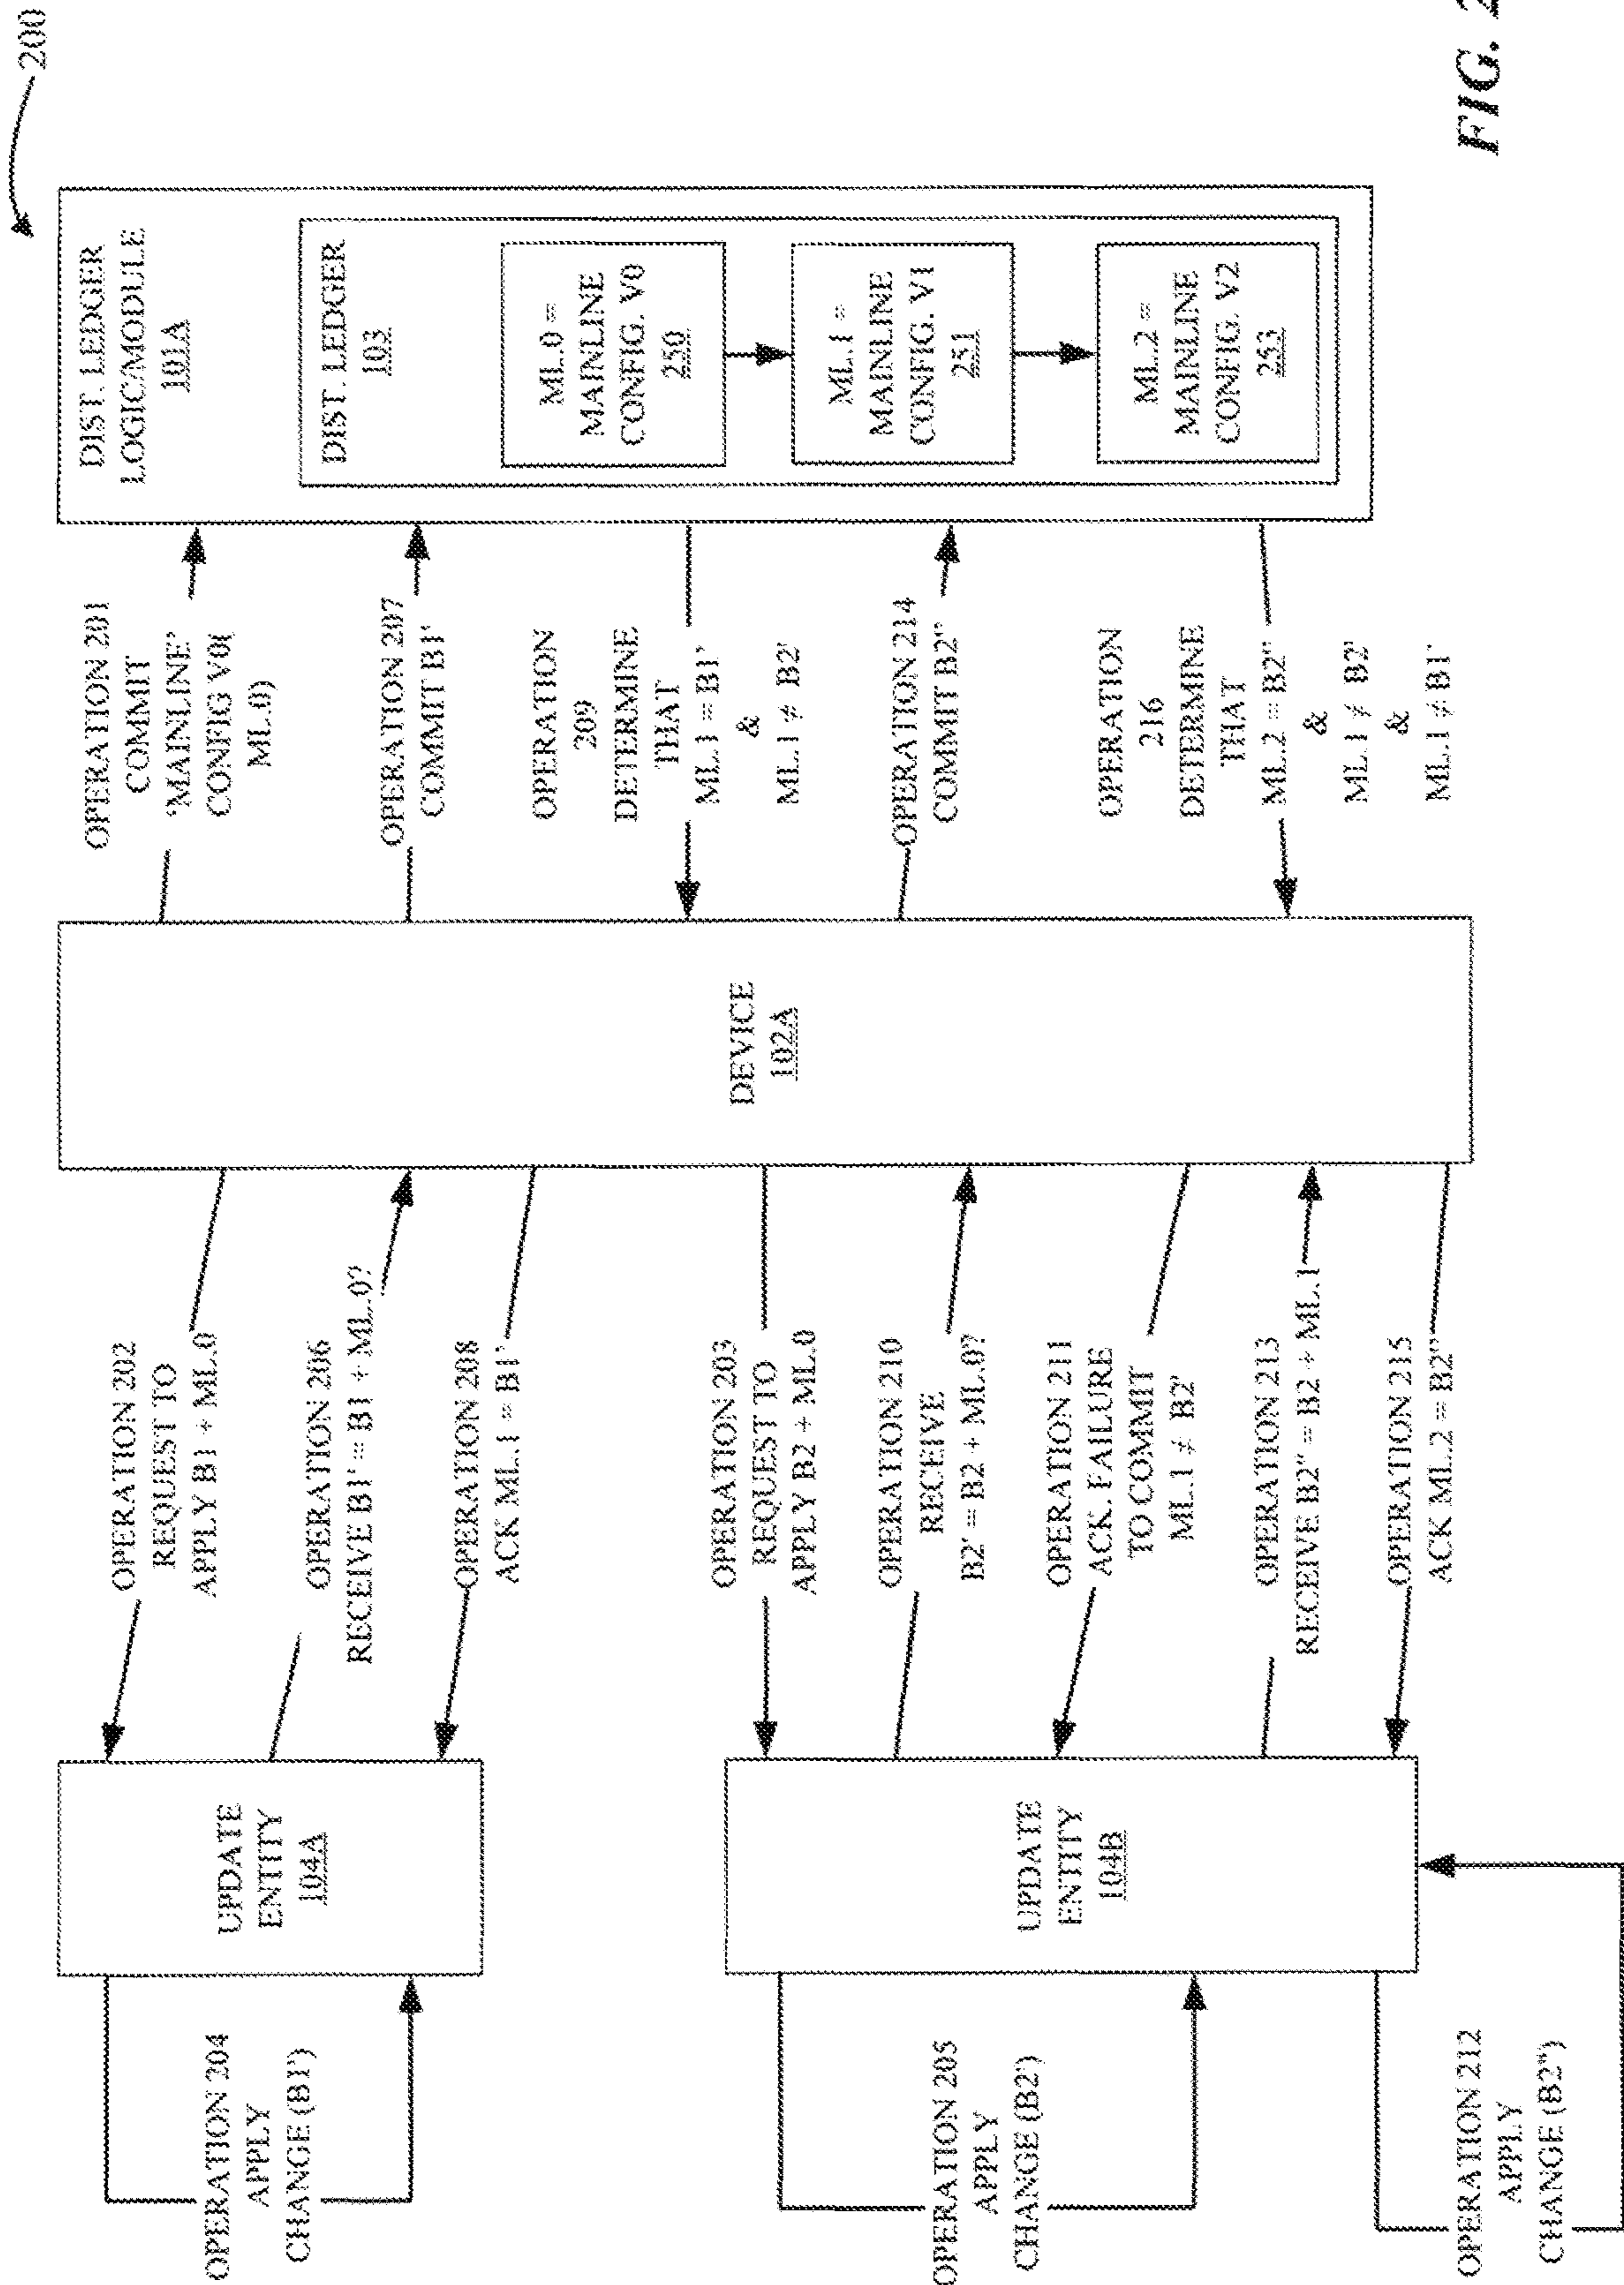 200
DIST. LEDGER
LOGIC/MODULE
101A
DIST. LEDGER
103
ML.0 =
MAINLINE
CONFIG. V0
250
ML.1 =
MAINLINE
CONFIG. V1
251
ML.2 =
MAINLINE
CONFIG. V2
253
OPERATION 201
COMMIT
'MAINLINE'
CONFIG V0(
ML.0)
OPERATION 207
COMMIT B1'
OPERATION
209
DETERMINE
THAT
ML.1 = B1'
&
ML.1 ≠ B2'
OPERATION 214
COMMIT B2"
OPERATION
216
DETERMINE
THAT
ML.2 = B2"
&
ML.1 ≠ B2'
&
ML.1 ≠ B1'
DEVICE
102A
OPERATION 202
REQUEST TO
APPLY B1 + ML.0
OPERATION 206
RECEIVE B1' = B1 + ML.0?
OPERATION 208
ACK ML.1 = B1'
OPERATION 203
REQUEST TO
APPLY B2 + ML.0
OPERATION 210
RECEIVE
B2' = B2 + ML.0?
OPERATION 211
ACK. FAILURE
TO COMMIT
ML.1 ≠ B2'
OPERATION 213
RECEIVE B2" = B2 + ML.1
OPERATION 215
ACK ML.2 = B2"
UPDATE
ENTITY
104A
UPDATE
ENTITY
104B
OPERATION 204
APPLY
CHANGE (B1')
OPERATION 205
APPLY
CHANGE (B2')
OPERATION 212
APPLY
CHANGE (B2")
FIG. 2